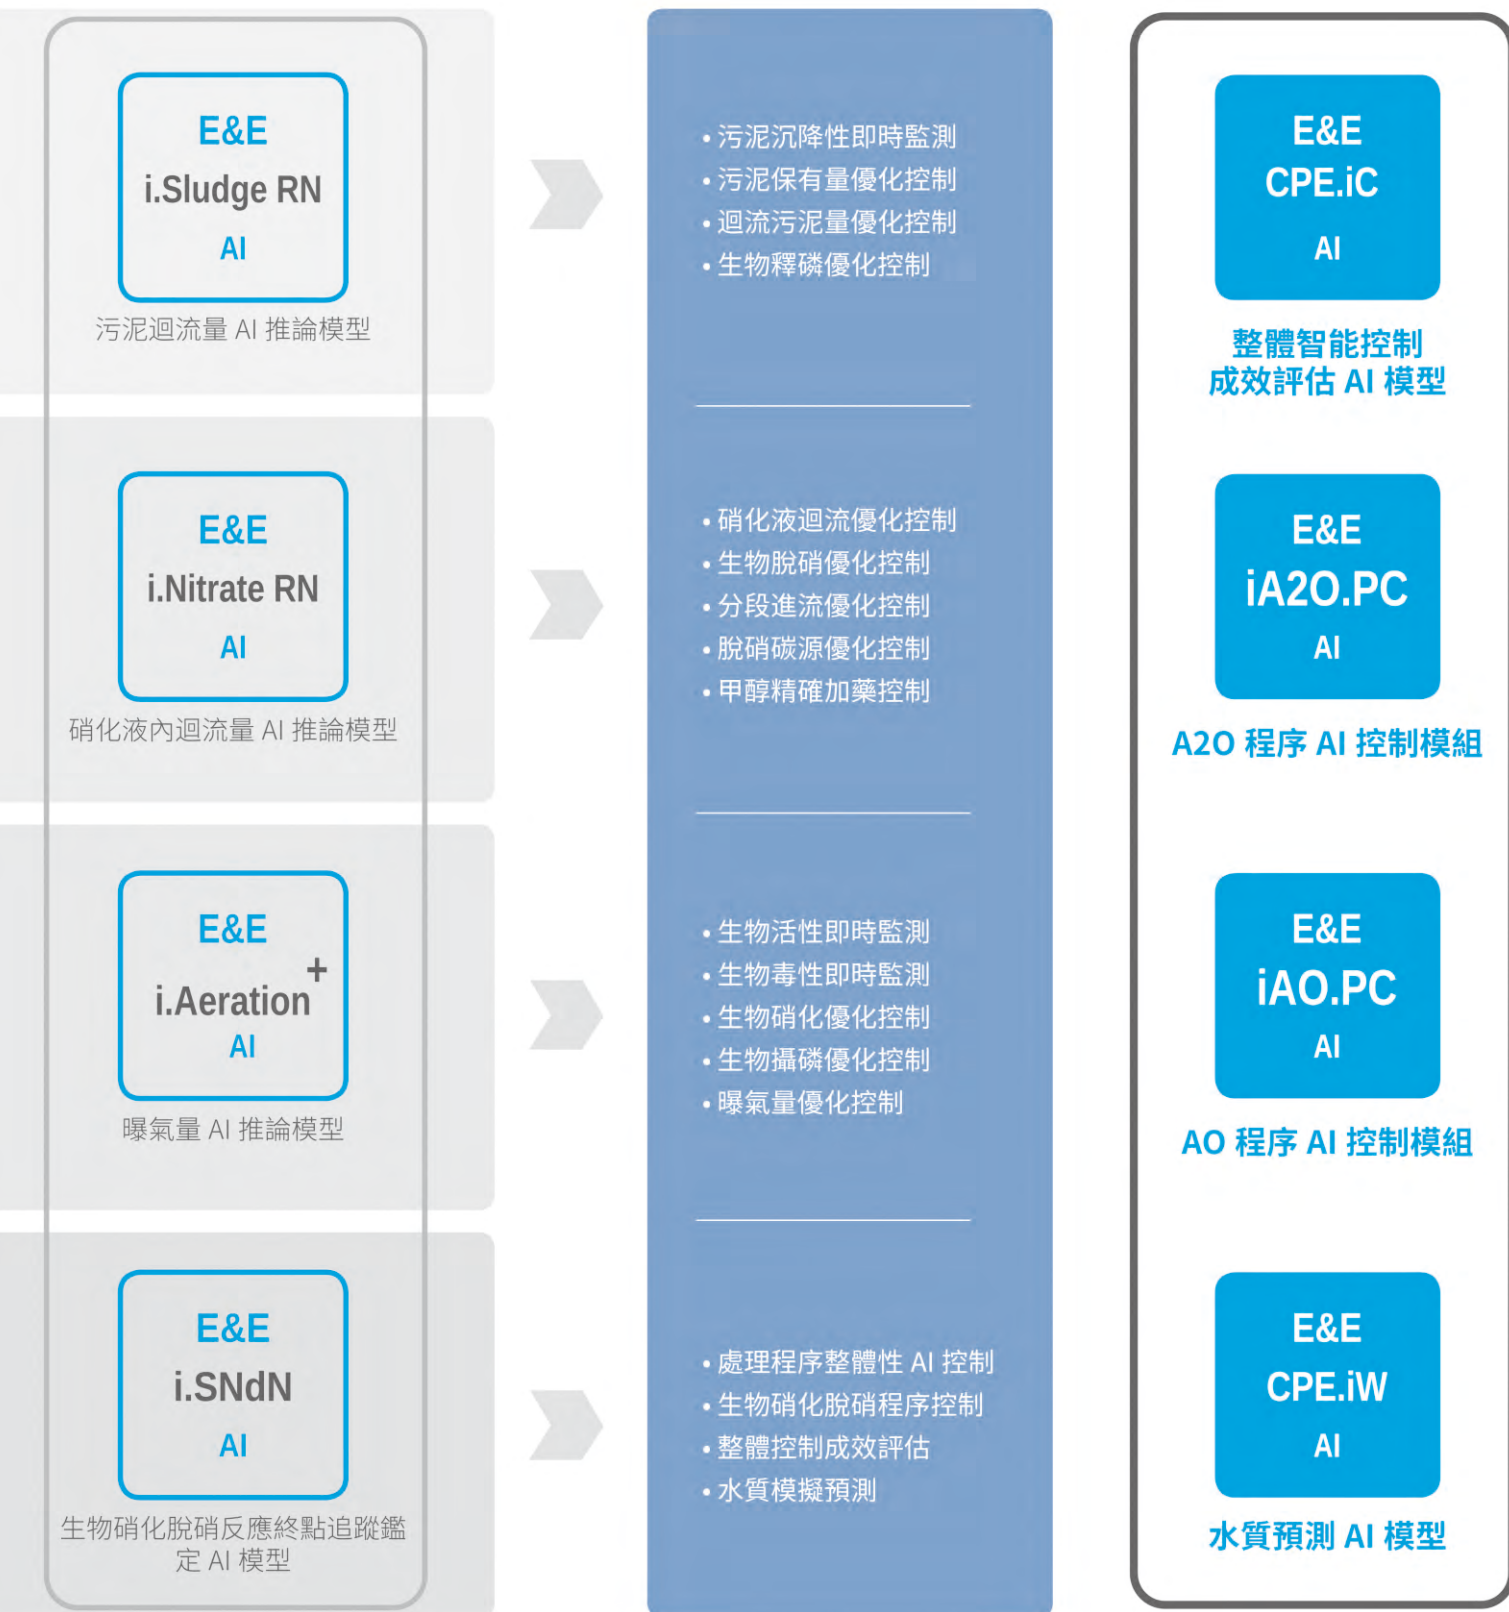 E&E
i.Sludge RN
AI
污泥迴流量 AI 推論模型
• 污泥沉降性即時監測
• 污泥保有量優化控制
• 迴流污泥量優化控制
• 生物釋磷優化控制
E&E
CPE.iC
AI
整體智能控制
成效評估 AI 模型
E&E
i.Nitrate RN
AI
硝化液內迴流量 AI 推論模型
• 硝化液迴流優化控制
• 生物脫硝優化控制
• 分段進流優化控制
• 脫硝碳源優化控制
• 甲醇精確加藥控制
E&E
iA2O.PC
AI
A2O 程序 AI 控制模組
E&E
i.Aeration+
AI
曝氣量 AI 推論模型
• 生物活性即時監測
• 生物毒性即時監測
• 生物硝化優化控制
• 生物攝磷優化控制
• 曝氣量優化控制
E&E
iAO.PC
AI
AO 程序 AI 控制模組
E&E
i.SNdN
AI
生物硝化脫硝反應終點追蹤鑑
定 AI 模型
• 處理程序整體性 AI 控制
• 生物硝化脫硝程序控制
• 整體控制成效評估
• 水質模擬預測
E&E
CPE.iW
AI
水質預測 AI 模型